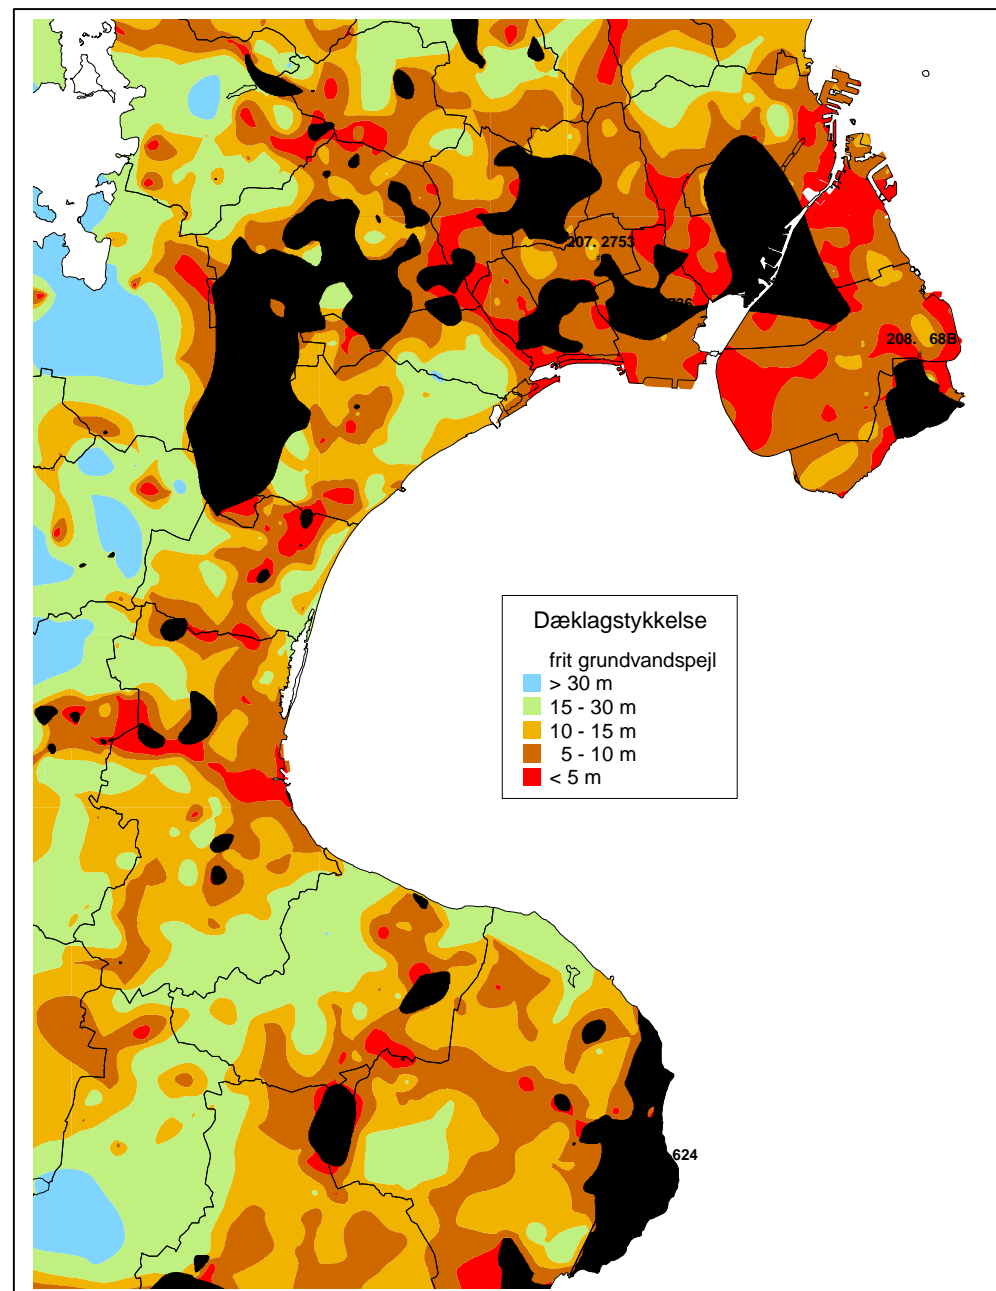 207. 2753
208. 68B
Dæklagstykkelse
frit grundvandspejl
> 30 m
15 - 30 m
10 - 15 m
5 - 10 m
< 5 m
624